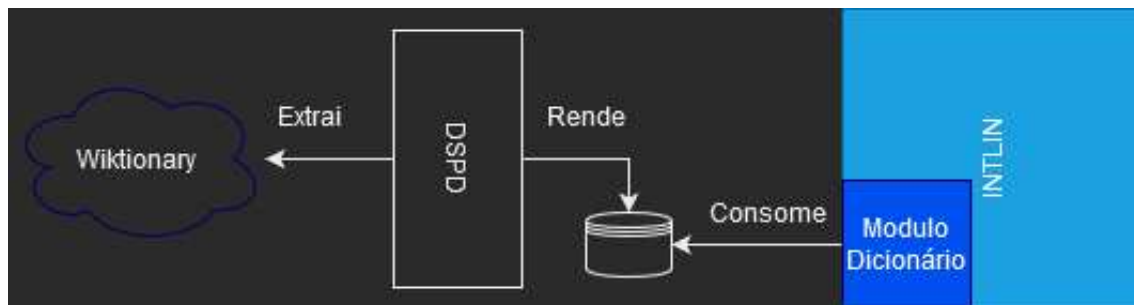 Wiktionary
Extrai
DSPD
Rende
Consome
Modulo
Dicionário
INTLIN